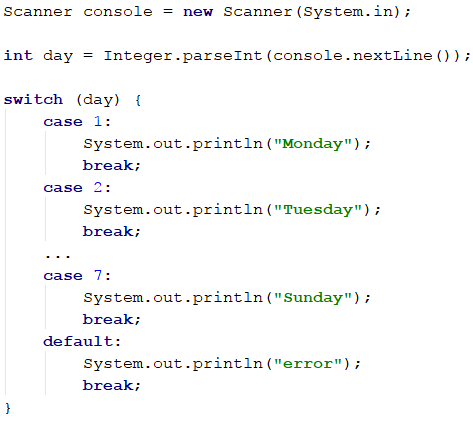 Scanner console = new Scanner(System.in);
int day = Integer.parseInt(console.nextLine());
switch (day) {
case 1:
System.out.println("Monday");
break;
case 2:
System.out.println("Tuesday");
break;
...
case 7:
System.out.println("Sunday");
break;
default:
System.out.println("error");
break;
}